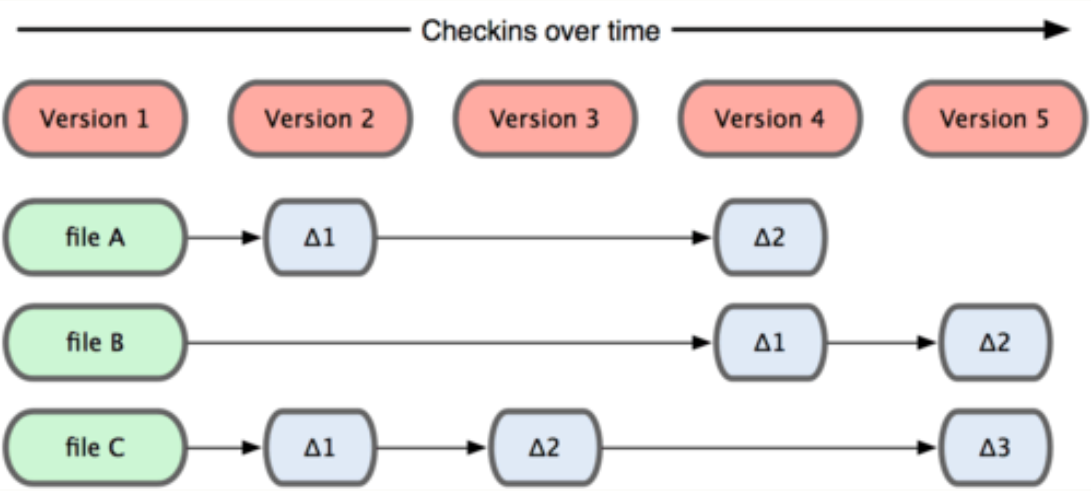 Checkins over time
Version 1 Version 2 Version 3 Version 4 Version 5
file A Δ1 Δ2
file B Δ1 Δ2
file C Δ1 Δ2 Δ3